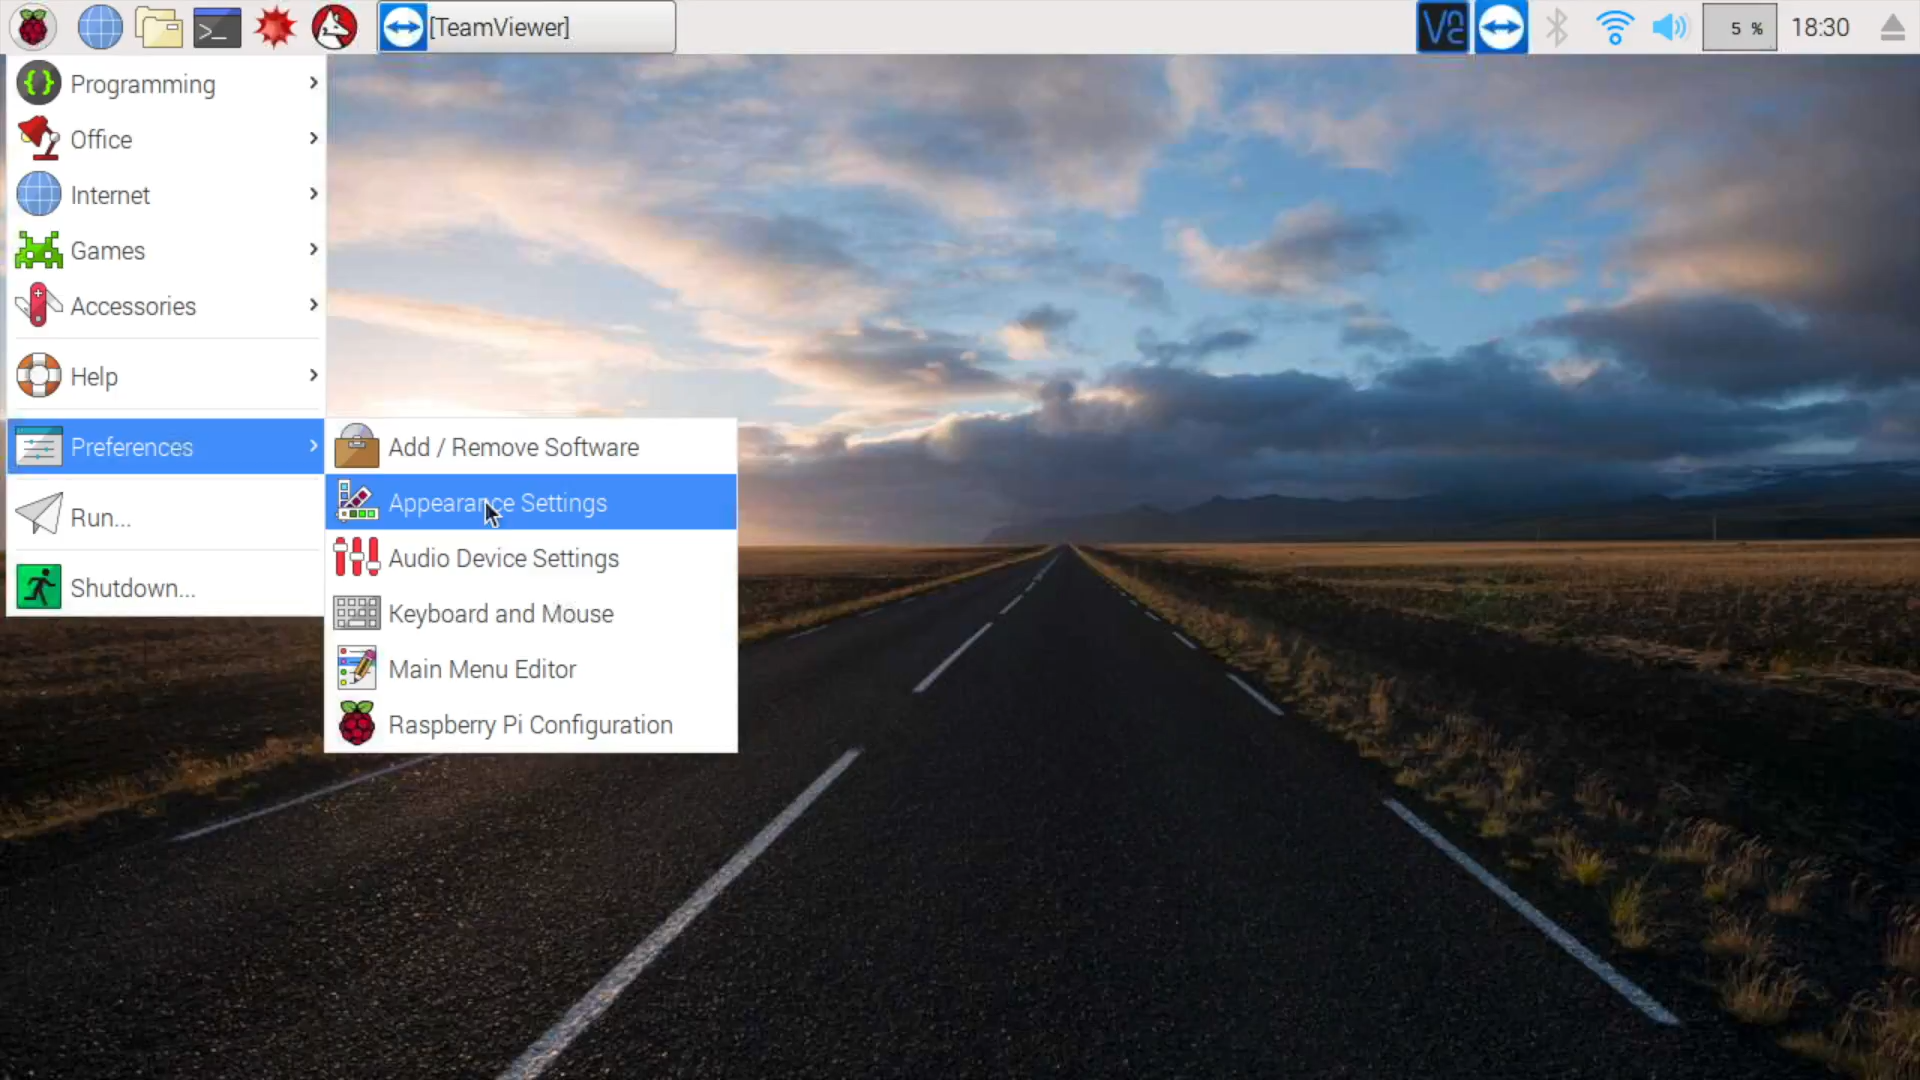 [TeamViewer]
5 %
18:30
Programming
Office
Internet
Games
Accessories
Help
Preferences
Run...
Shutdown...
Add / Remove Software
Appearance Settings
Audio Device Settings
Keyboard and Mouse
Main Menu Editor
Raspberry Pi Configuration